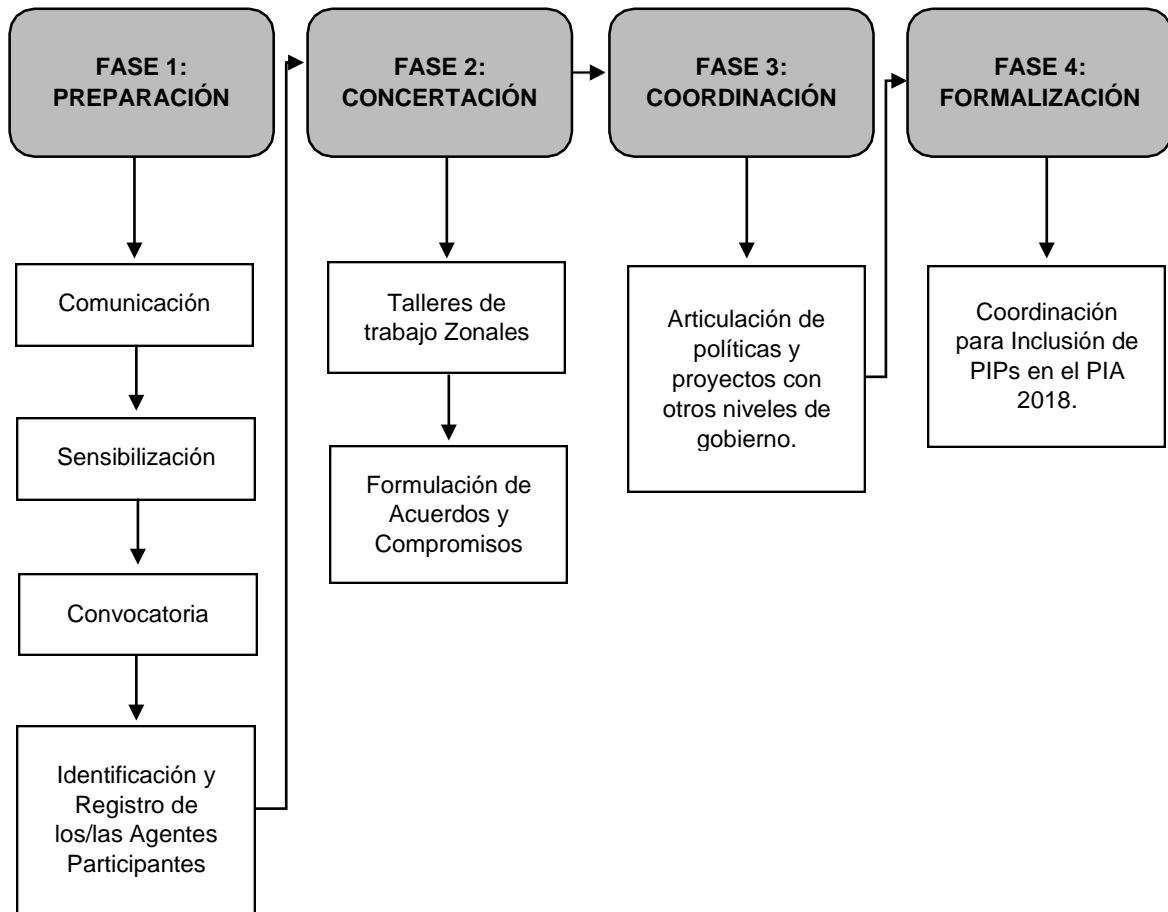 FASE 1:
PREPARACIÓN
Comunicación
Sensibilización
Convocatoria
Identificación y
Registro de
los/las Agentes
Participantes
FASE 2:
CONCERTACIÓN
Talleres de
trabajo Zonales
Formulación de
Acuerdos y
Compromisos
FASE 3:
COORDINACIÓN
Articulación de
políticas y
proyectos con
otros niveles de
gobierno.
FASE 4:
FORMALIZACIÓN
Coordinación
para Inclusión de
PIPs en el PIA
2018.